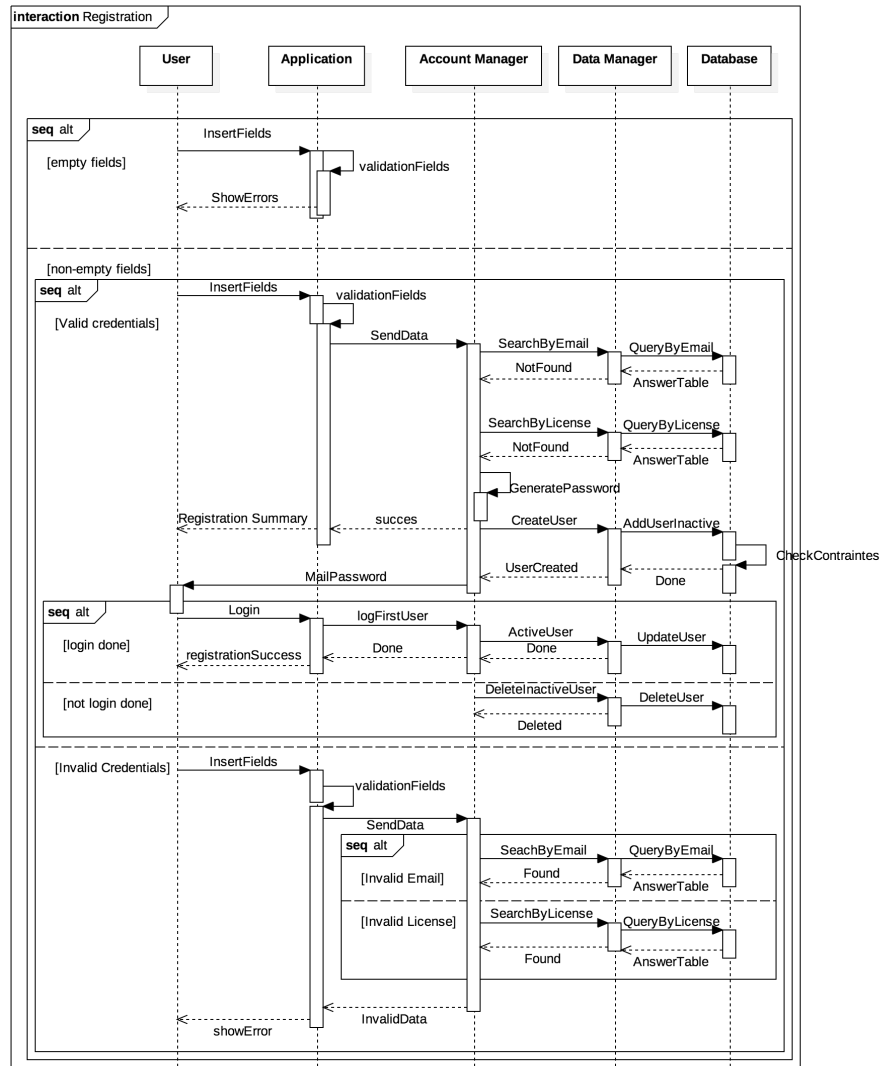 interaction Registration
User
Application
Account Manager
Data Manager
Database
seq alt
InsertFields
[empty fields]
validationFields
ShowErrors
[non-empty fields]
seq alt
InsertFields
validationFields
[Valid credentials]
SendData
SearchByEmail
QueryByEmail
NotFound
AnswerTable
SearchByLicense
QueryByLicense
NotFound
AnswerTable
GeneratePassword
Registration Summary
succes
CreateUser
AddUserInactive
CheckContraintes
UserCreated
Done
MailPassword
seq alt
Login
logFirstUser
[login done]
ActiveUser
UpdateUser
registrationSuccess
Done
Done
[not login done]
DeleteInactiveUser
DeleteUser
Deleted
[Invalid Credentials]
InsertFields
validationFields
SendData
seq alt
SeachByEmail
QueryByEmail
[Invalid Email]
Found
AnswerTable
[Invalid License]
SearchByLicense
QueryByLicense
Found
AnswerTable
InvalidData
showError